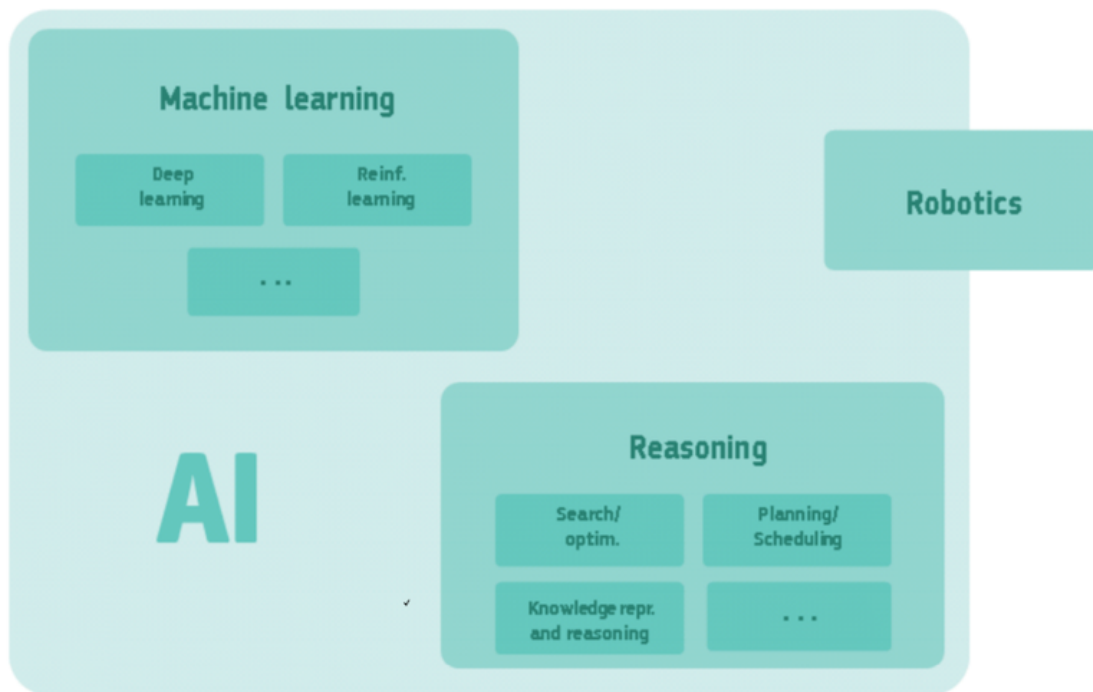 Machine learning
Deep
learning
Reinf.
learning
...
Robotics
AI
Reasoning
Search/
optim.
Planning/
Scheduling
Knowledge repr.
and reasoning
...